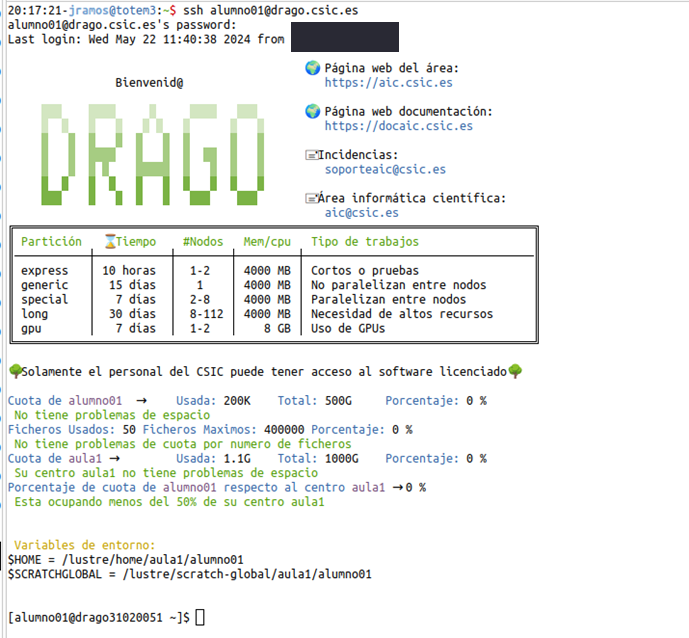 20:17:21-jramos@totem3:~$ ssh alumno01@drago.csic.es
alumno01@drago.csic.es's password:
Last login: Wed May 22 11:40:38 2024 from
Bienvenid@
DRAGO
Página web del área:
https://aic.csic.es
Página web documentación:
https://docaic.csic.es
Incidencias:
soporteaic@csic.es
Área informática científica:
aic@csic.es
Partición Tiempo #Nodos Mem/cpu Tipo de trabajos
express 10 horas 1-2 4000 MB Cortos o pruebas
generic 15 días 1 4000 MB No paralelizan entre nodos
special 7 días 2-8 4000 MB Paralelizan entre nodos
long 30 días 8-112 4000 MB Necesidad de altos recursos
gpu 7 días 1-2 8 GB Uso de GPUs
Solamente el personal del CSIC puede tener acceso al software licenciado
Cuota de alumno01 → Usada: 200K Total: 500G Porcentaje: 0 %
No tiene problemas de espacio
Ficheros Usados: 50 Ficheros Maximos: 400000 Porcentaje: 0 %
No tiene problemas de cuota por numero de ficheros
Cuota de aula1 → Usada: 1.1G Total: 1000G Porcentaje: 0 %
Su centro aula1 no tiene problemas de espacio
Porcentaje de cuota de alumno01 respecto al centro aula1 →0 %
Esta ocupando menos del 50% de su centro aula1
Variables de entorno:
$HOME = /lustre/home/aula1/alumno01
$SCRATCHGLOBAL = /lustre/scratch-global/aula1/alumno01
[alumno01@drago31020051 ~]$